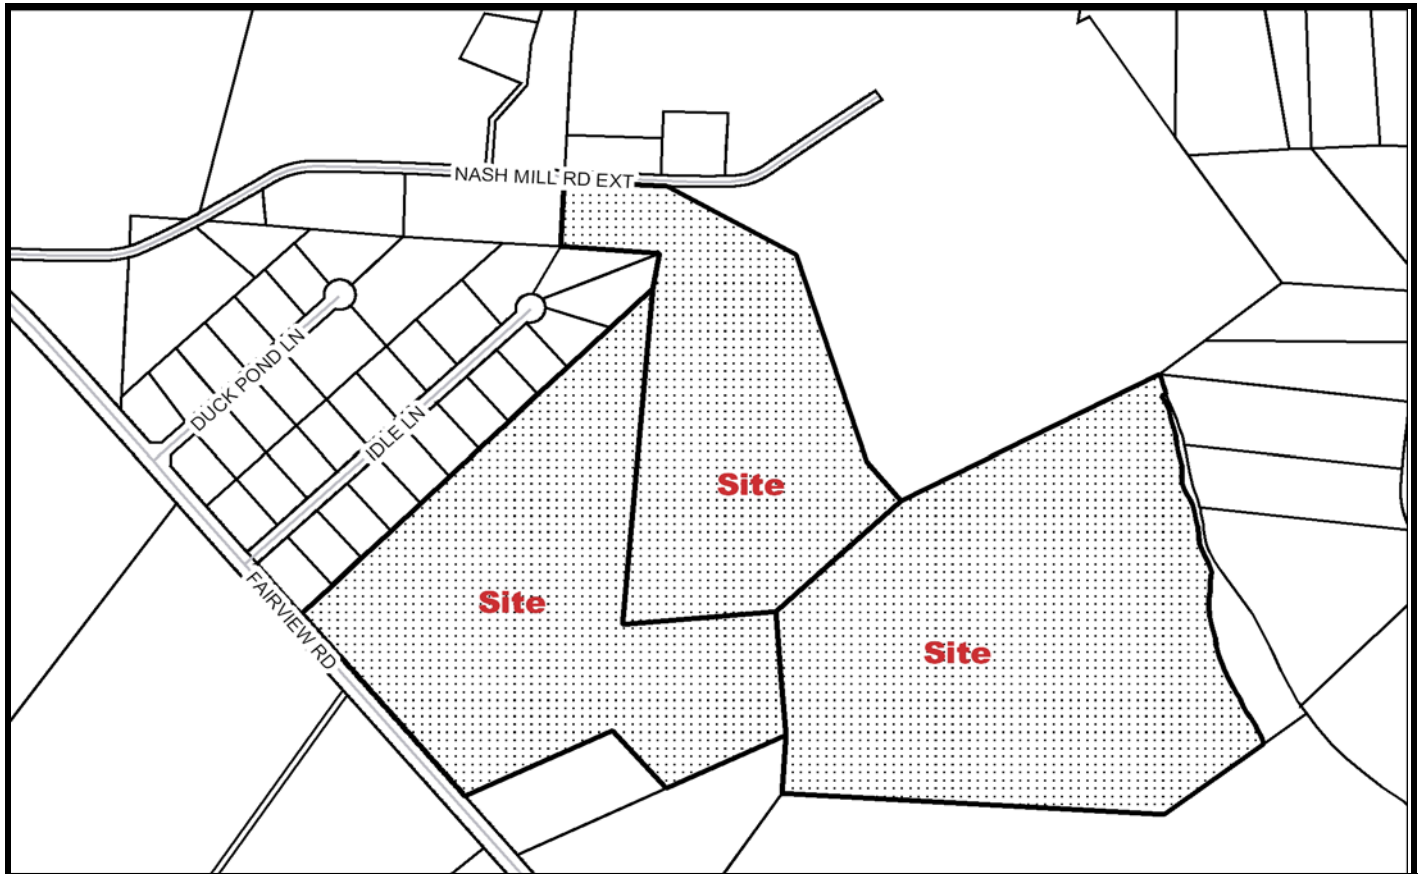 NASH MILL RD EXT
DUCK POND LN
IDLE LN
Site
Site
FAIRVIEW RD
Site